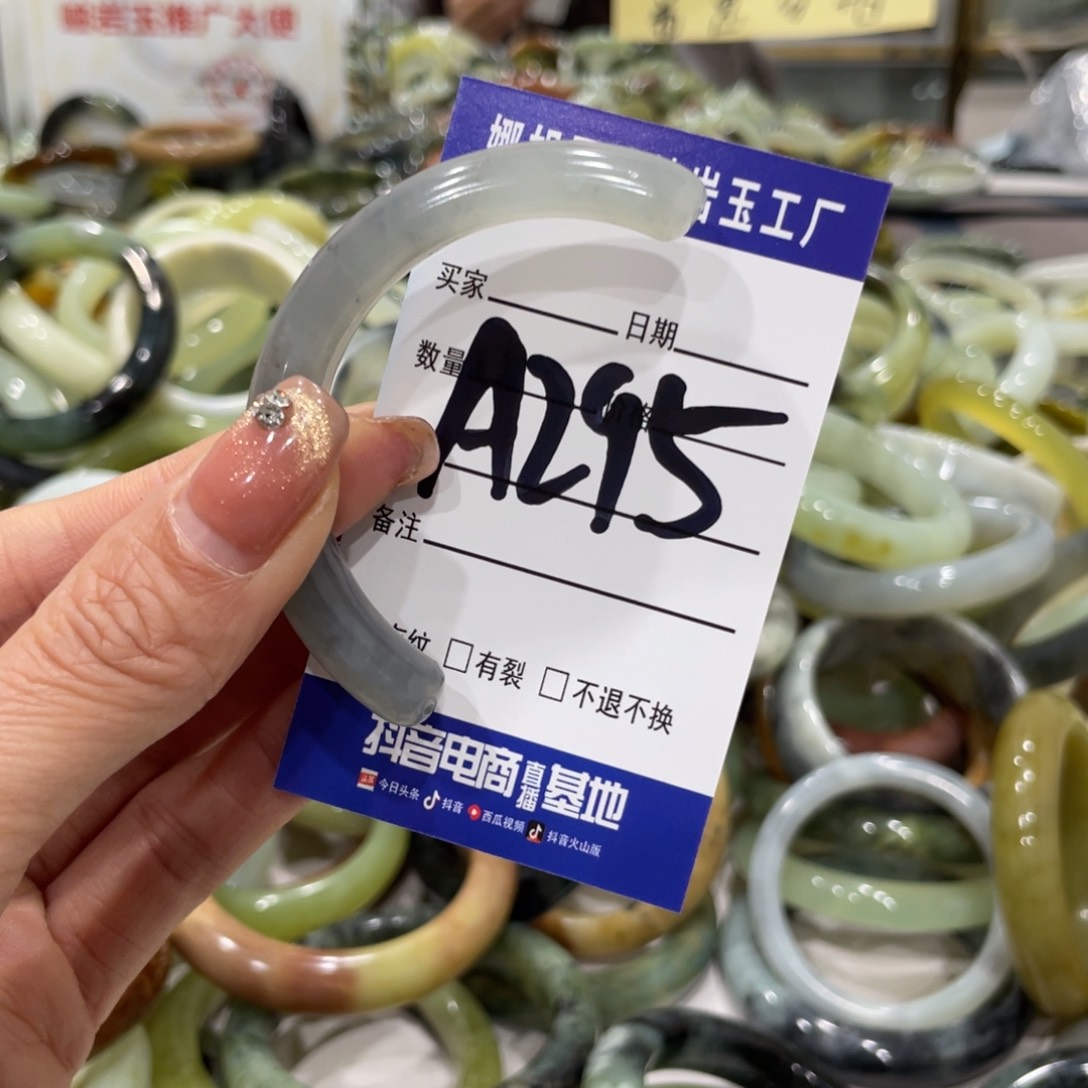 岫岩玉推广大使
岩玉工厂
买家
日期
数量
A295
备注
纹 □有裂 □不退不换
抖音电商直播基地
今日头条 抖音 西瓜视频 抖音火山版